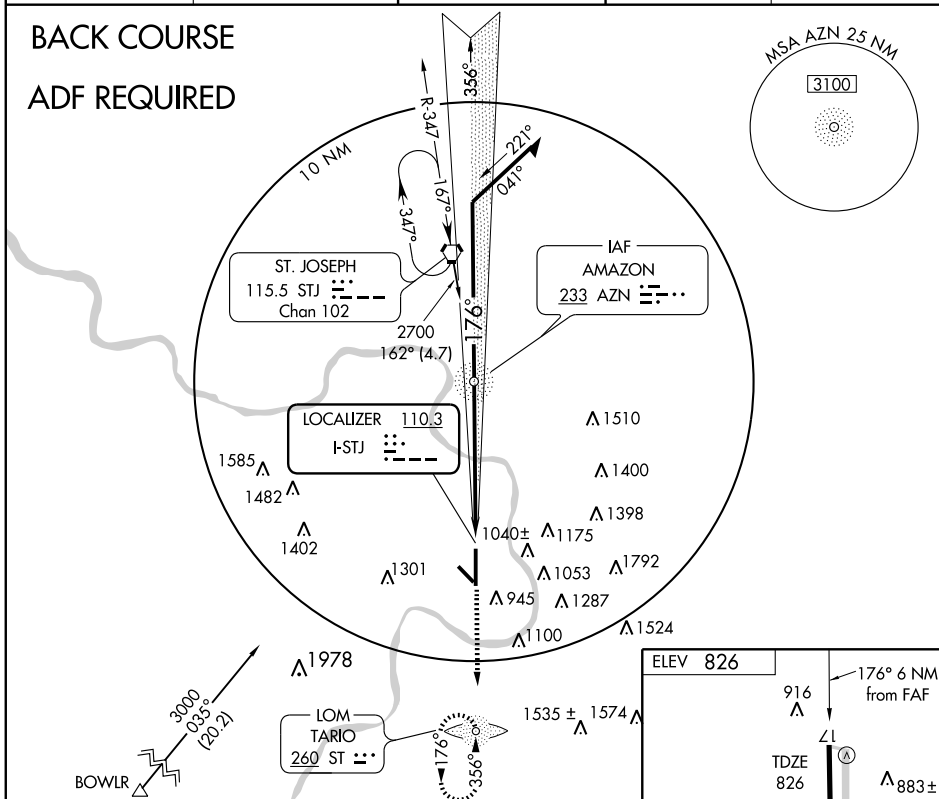 BACK COURSE
ADF REQUIRED
MSA AZN 25 NM
3100
356°
R-347
167°
347°
221°
041°
10 NM
ST. JOSEPH
115.5 STJ
Chan 102
IAF
AMAZON
233 AZN
176°
2700
162° (4.7)
LOCALIZER 110.3
I-STJ
1510
1585
1482
1400
1402
1398
1040±
1175
1301
1053
1792
945
1287
1100
1524
1978
3000
035°
(20.2)
BOWLR
LOM
TARIO
260 ST
176°
356°
1535 ±
1574
ELEV 826
176° 6 NM
from FAF
916
17
TDZE
826
V
883±